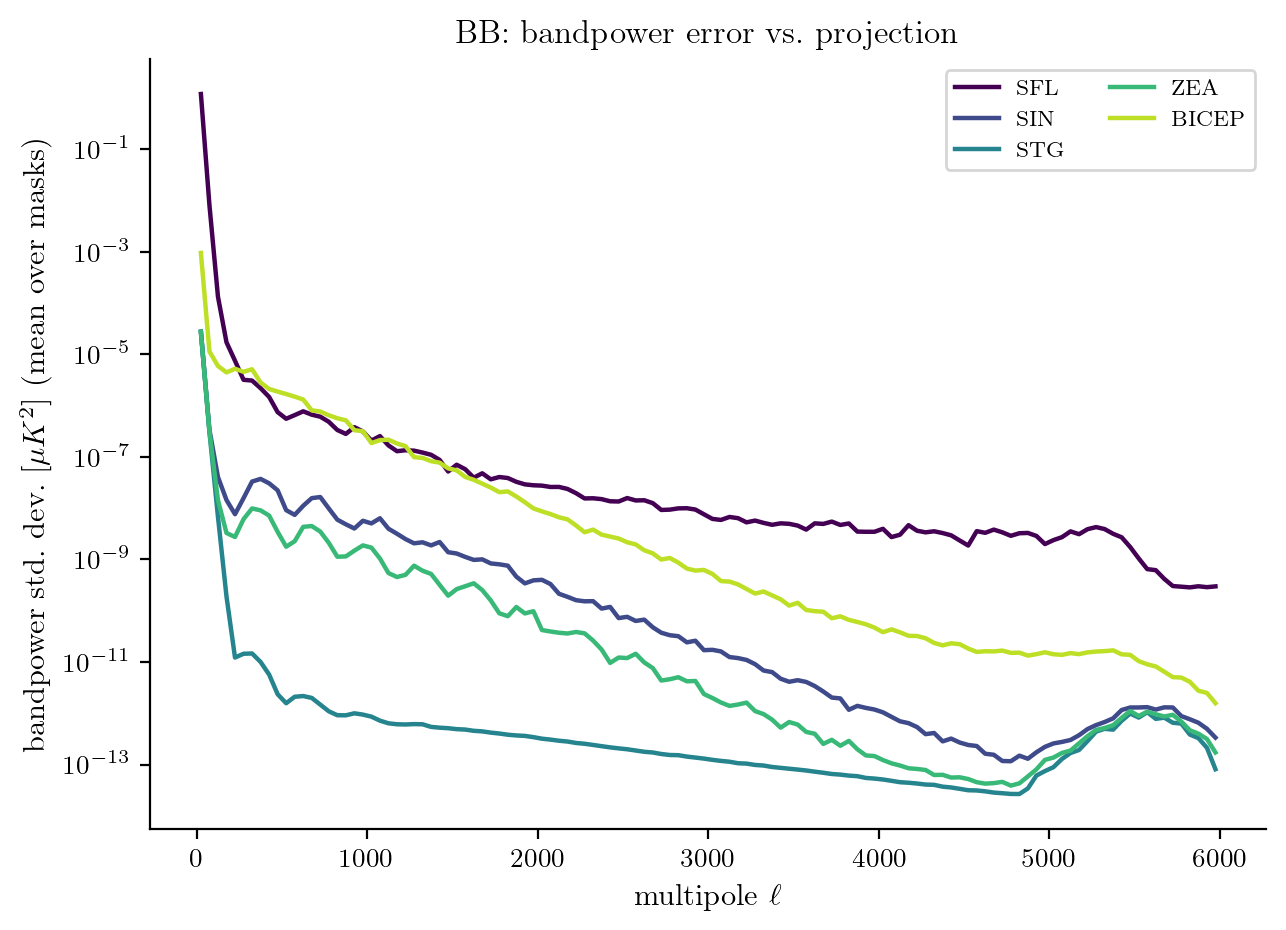 BB: bandpower error vs. projection
bandpower std. dev. [μK²] (mean over masks)
10⁻¹
10⁻³
10⁻⁵
10⁻⁷
10⁻⁹
10⁻¹¹
10⁻¹³
SFL
SIN
STG
ZEA
BICEP
0 1000 2000 3000 4000 5000 6000
multipole ℓ